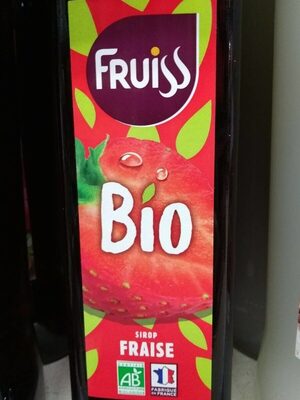 FRUiSS
BiO
SIROP
FRAISE
AB
FABRIQUÉ
EN FRANCE